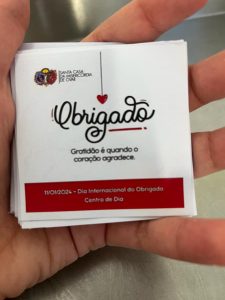 SANTA CASA
DA MISERICÓRDIA
DE OVAR
Obrigado
Gratidão é quando o
coração agradece.
11/01/2024 - Dia Internacional do Obrigado
Centro de Dia